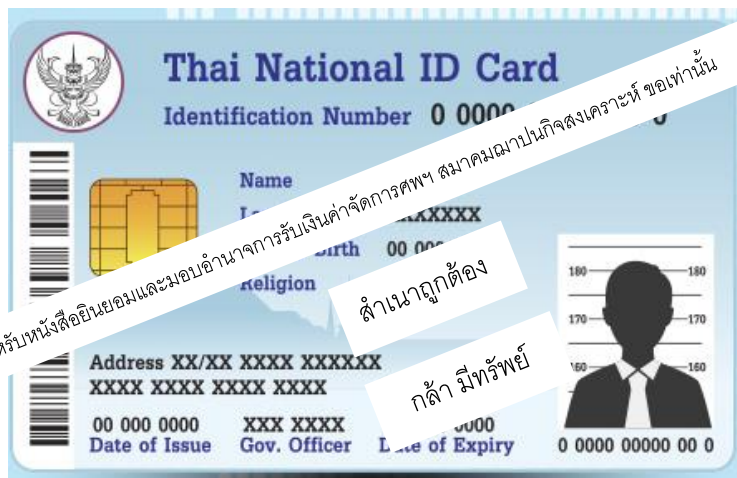 Thai National ID Card
Identification Number 0 0000 0
รับหนังสือยินยอมและมอบอำนาจการรับเงินค่าจัดการศพฯ สมาคมฌาปนกิจสงเคราะห์ ขอเท่านั้น
Name
XXXXXX
Birth 00 000
Religion
สำเนาถูกต้อง
180 180
170 170
160 160
Address XX/XX XXXX XXXXXX
XXXX XXXX XXXX XXXX
กล้า มีทรัพย์
00 000 0000 XXX XXXX 0000
Date of Issue Gov. Officer Date of Expiry
0 0000 00000 00 0